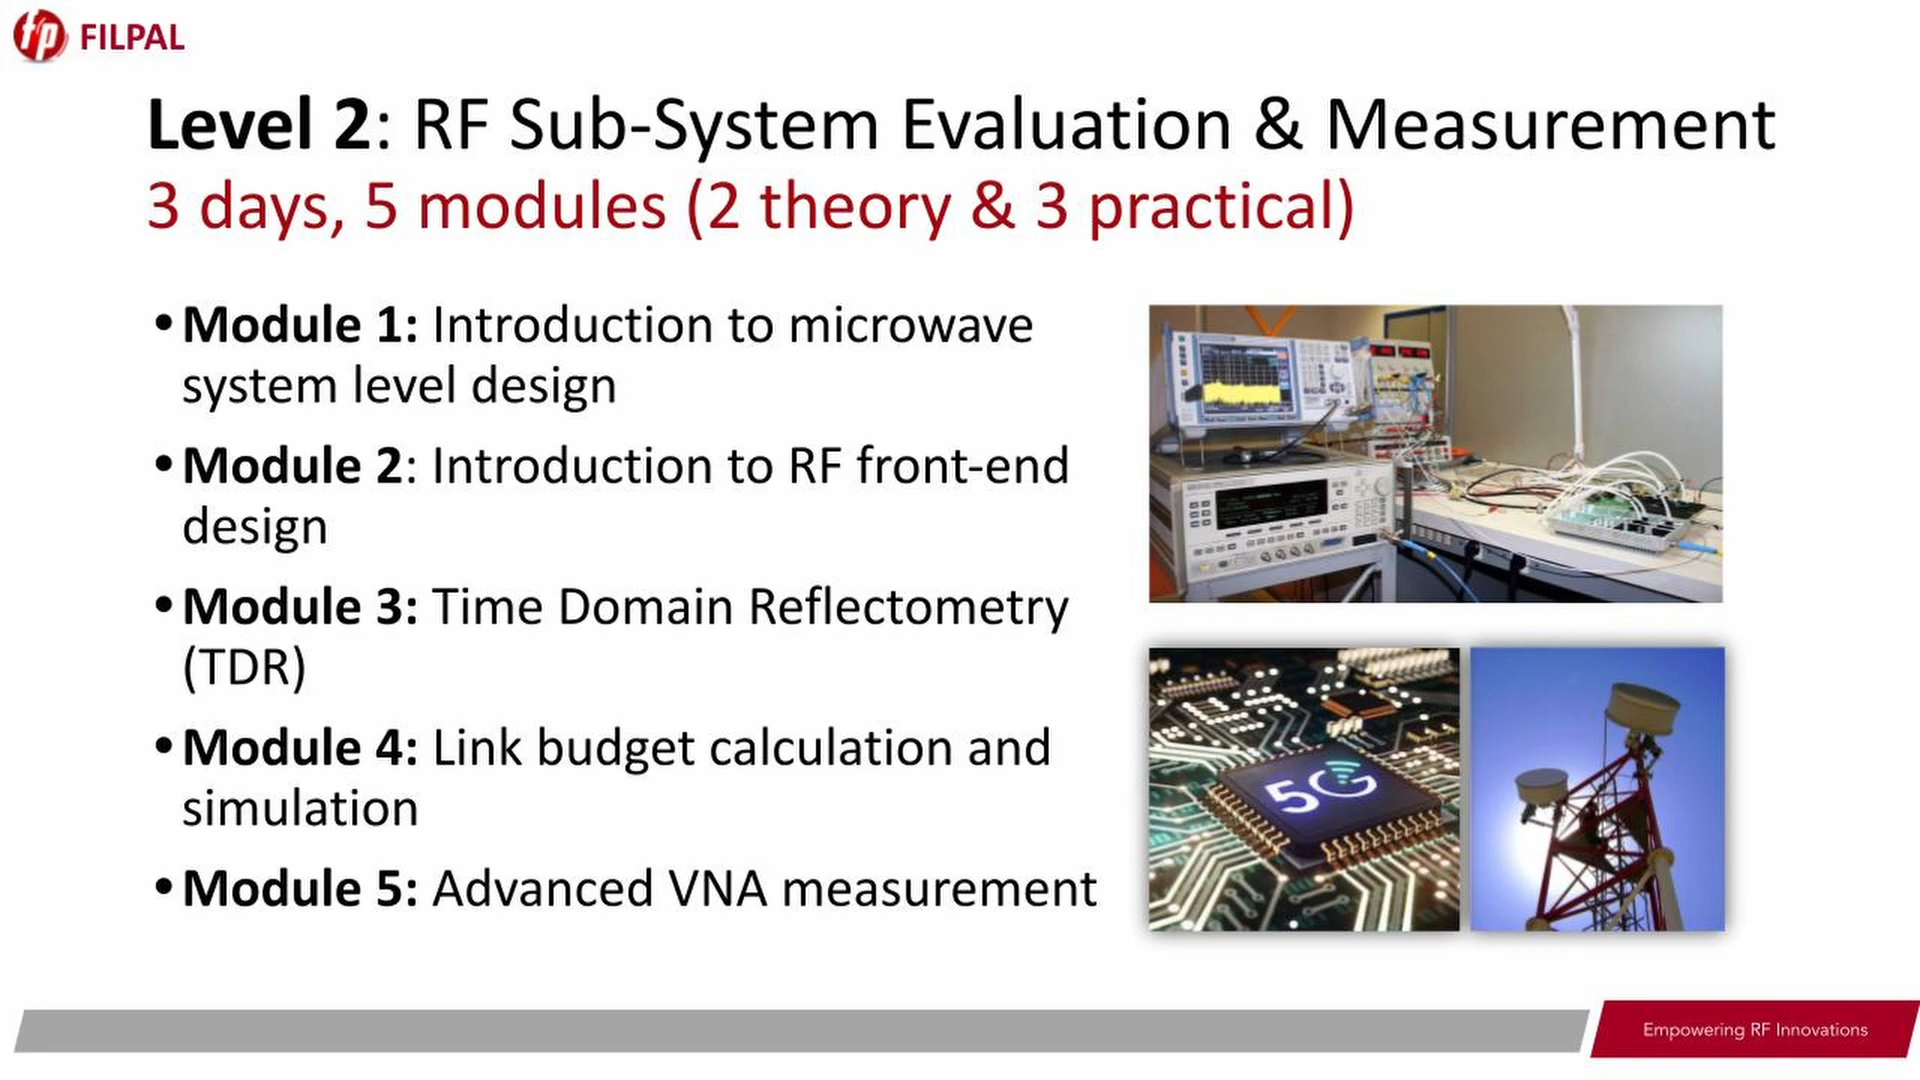 fp FILPAL
Level 2: RF Sub-System Evaluation & Measurement
3 days, 5 modules (2 theory & 3 practical)
• Module 1: Introduction to microwave
system level design
• Module 2: Introduction to RF front-end
design
• Module 3: Time Domain Reflectometry
(TDR)
• Module 4: Link budget calculation and
simulation
• Module 5: Advanced VNA measurement
5G
Empowering RF Innovations